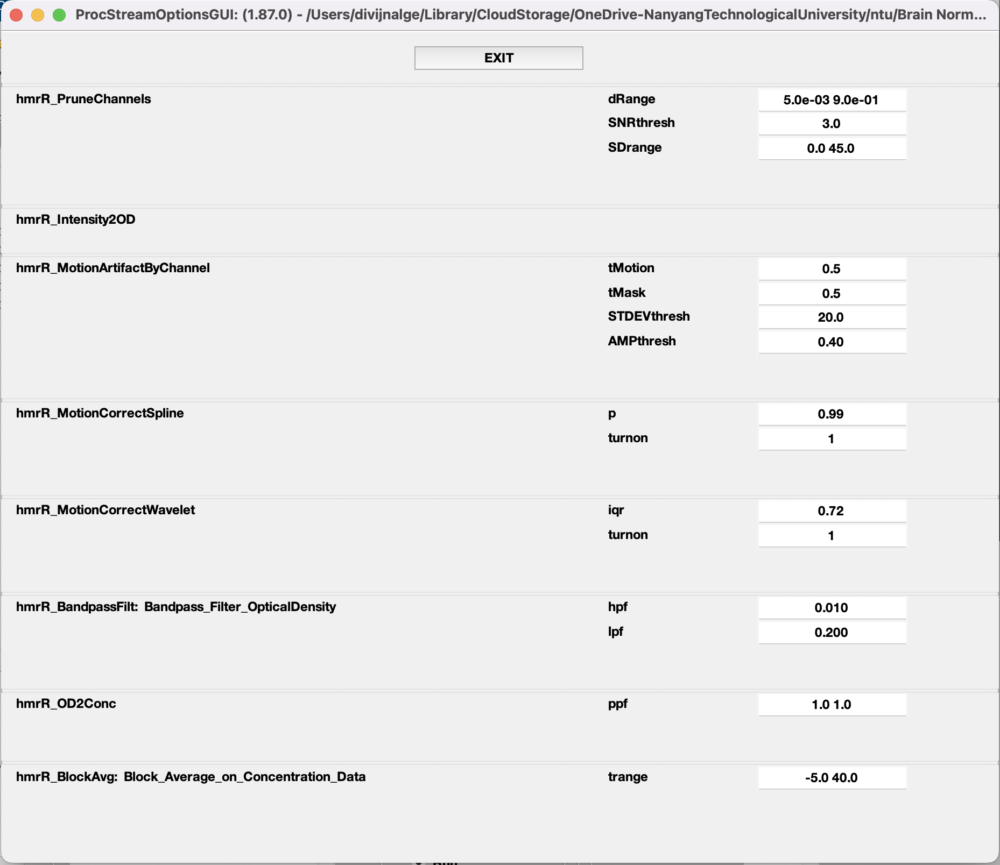 ProcStreamOptionsGUI: (1.87.0) - /Users/divijnalge/Library/CloudStorage/OneDrive-NanyangTechnologicalUniversity/ntu/Brain Norm...
EXIT
hmrR_PruneChannels dRange 5.0e-03 9.0e-01
SNRthresh 3.0
SDrange 0.0 45.0
hmrR_Intensity2OD
hmrR_MotionArtifactByChannel tMotion 0.5
tMask 0.5
STDEVthresh 20.0
AMPthresh 0.40
hmrR_MotionCorrectSpline p 0.99
turnon 1
hmrR_MotionCorrectWavelet iqr 0.72
turnon 1
hmrR_BandpassFilt: Bandpass_Filter_OpticalDensity hpf 0.010
lpf 0.200
hmrR_OD2Conc ppf 1.0 1.0
hmrR_BlockAvg: Block_Average_on_Concentration_Data trange -5.0 40.0